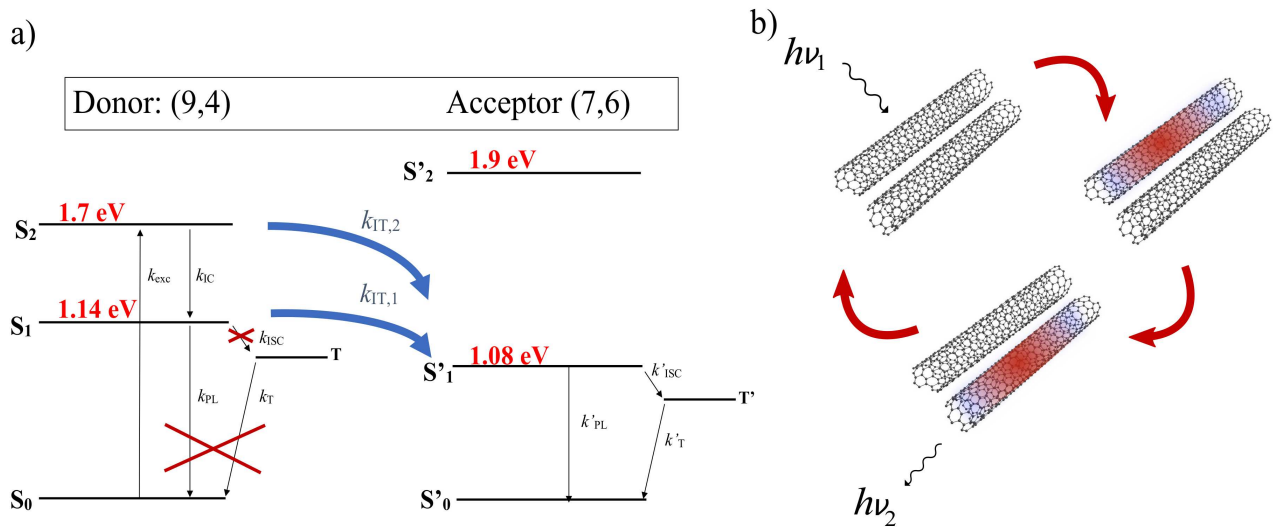 a)
Donor: (9,4) Acceptor (7,6)
S'2 1.9 eV
S2 1.7 eV
kIT,2
kexc kIC
kIT,1
S1 1.14 eV
kISC
T
S'1 1.08 eV
k'ISC
T'
kPL kT
k'PL k'T
S0
S'0
b)
hν1
hν2